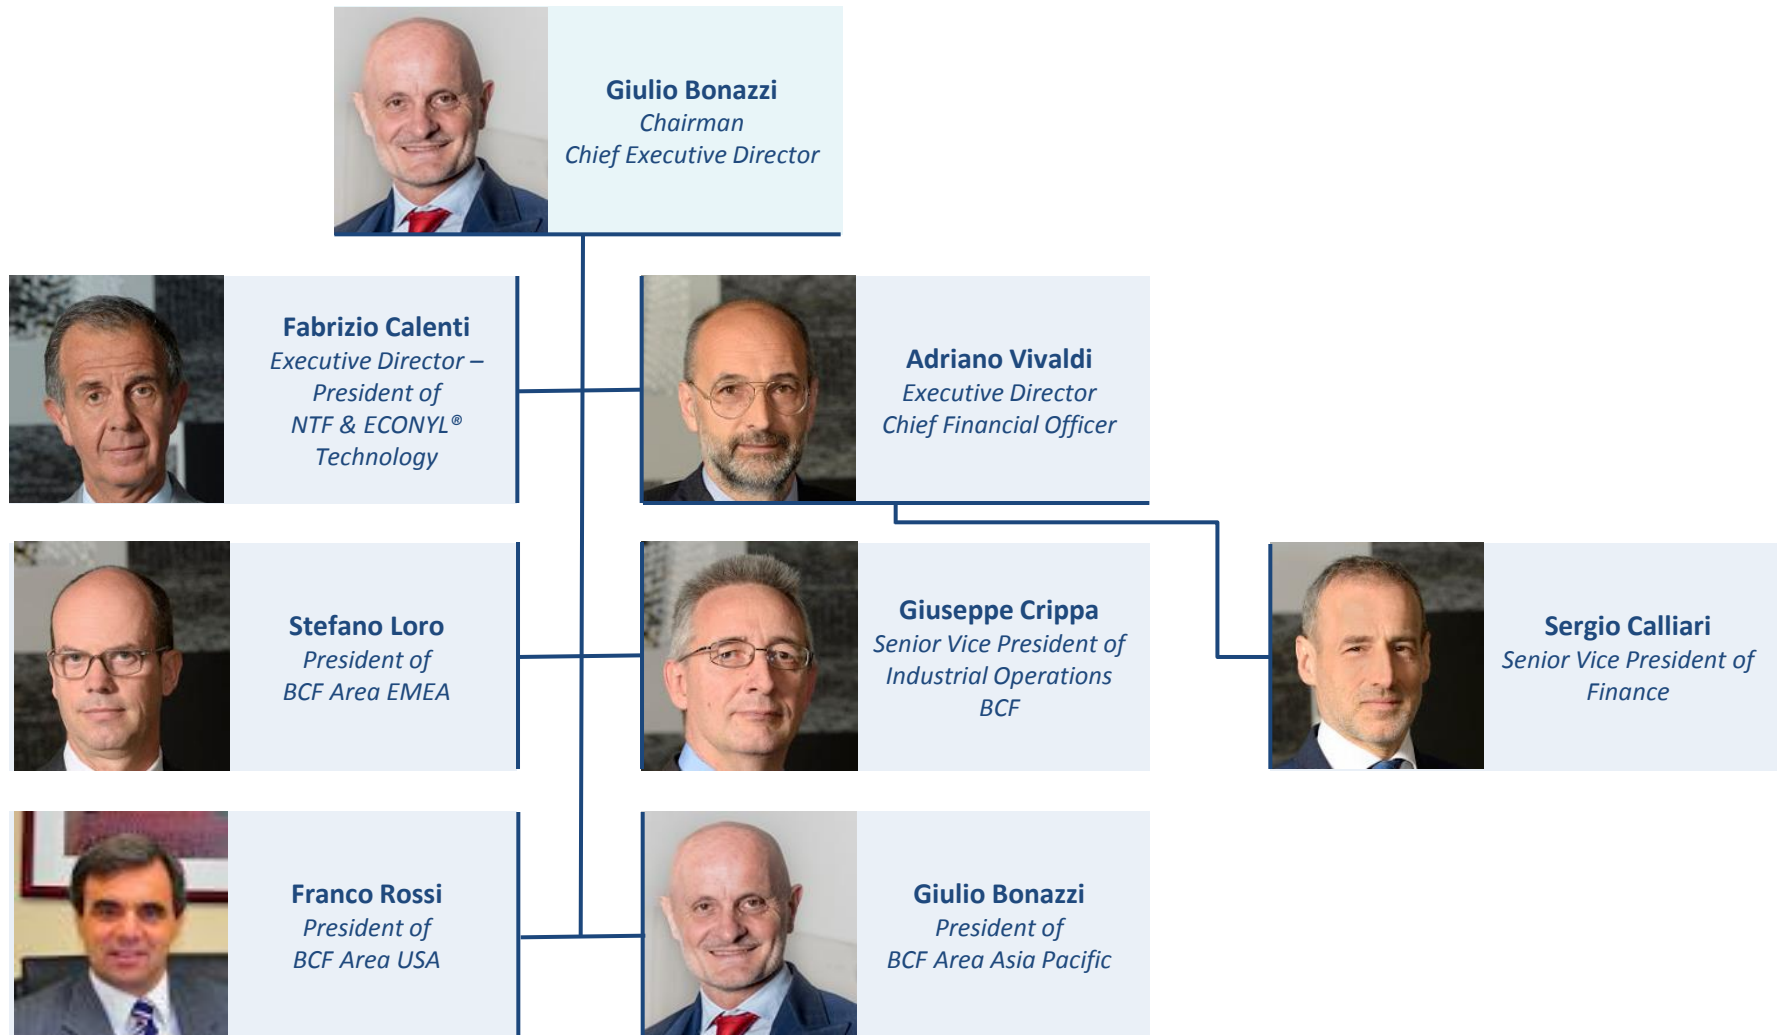 Giulio Bonazzi
Chairman
Chief Executive Director
Fabrizio Calenti
Executive Director –
President of
NTF & ECONYL®
Technology
Adriano Vivaldi
Executive Director
Chief Financial Officer
Stefano Loro
President of
BCF Area EMEA
Giuseppe Crippa
Senior Vice President of
Industrial Operations
BCF
Sergio Calliari
Senior Vice President of
Finance
Franco Rossi
President of
BCF Area USA
Giulio Bonazzi
President of
BCF Area Asia Pacific